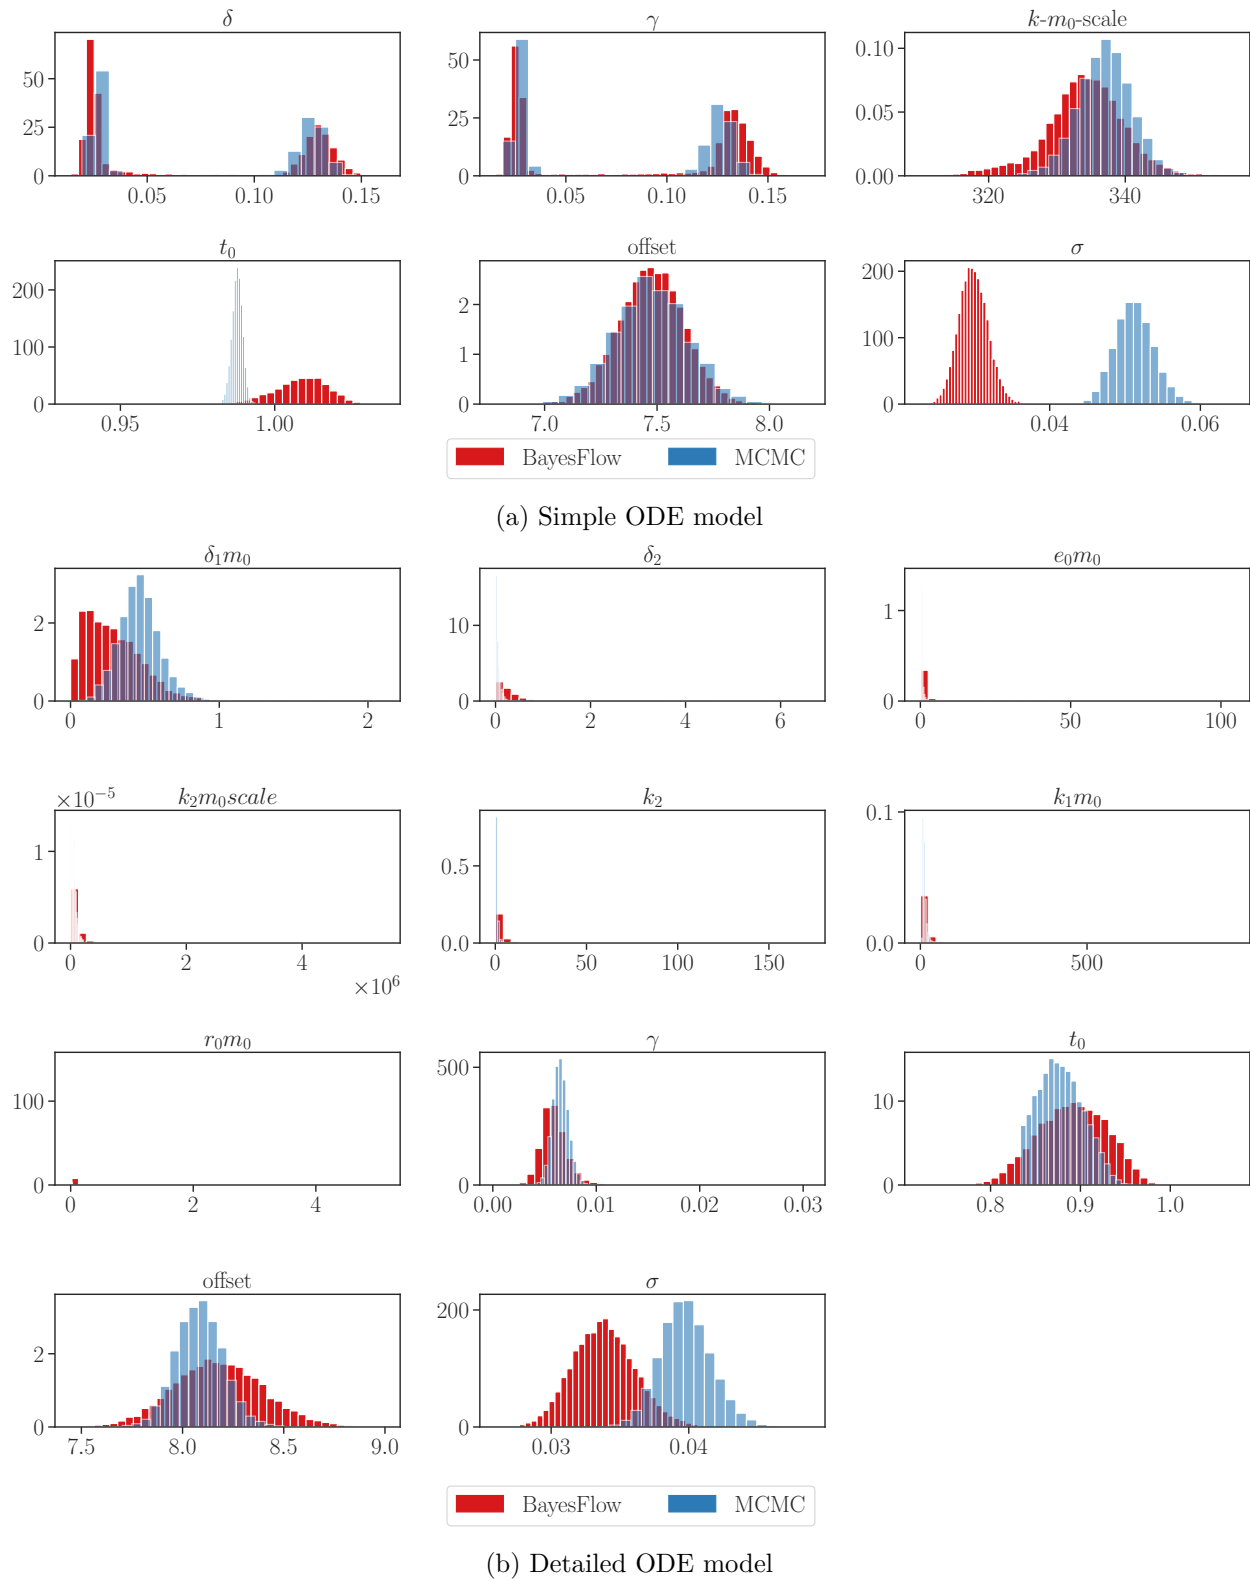 δ γ k-m₀-scale
50 25 0 0.05 0.10 0.15
50 25 0 0.05 0.10 0.15
0.10 0.05 0.00 320 340
t₀ offset σ
200 100 0 0.95 1.00
2 1 0 7.0 7.5 8.0
200 100 0 0.04 0.06
BayesFlow MCMC
(a) Simple ODE model
δ₁m₀ δ₂ e₀m₀
2 0 0 1 2
10 0 0 2 4 6
1 0 0 50 100
×10⁻⁵ k₂m₀scale k₂ k₁m₀
1 0 0 2 4 ×10⁶
0.5 0.0 0 50 100 150
0.1 0.0 0 500
r₀m₀ γ t₀
100 0 0 2 4
500 0 0.00 0.01 0.02 0.03
10 0 0.8 0.9 1.0
offset σ
2 0 7.5 8.0 8.5 9.0
200 0 0.03 0.04
BayesFlow MCMC
(b) Detailed ODE model